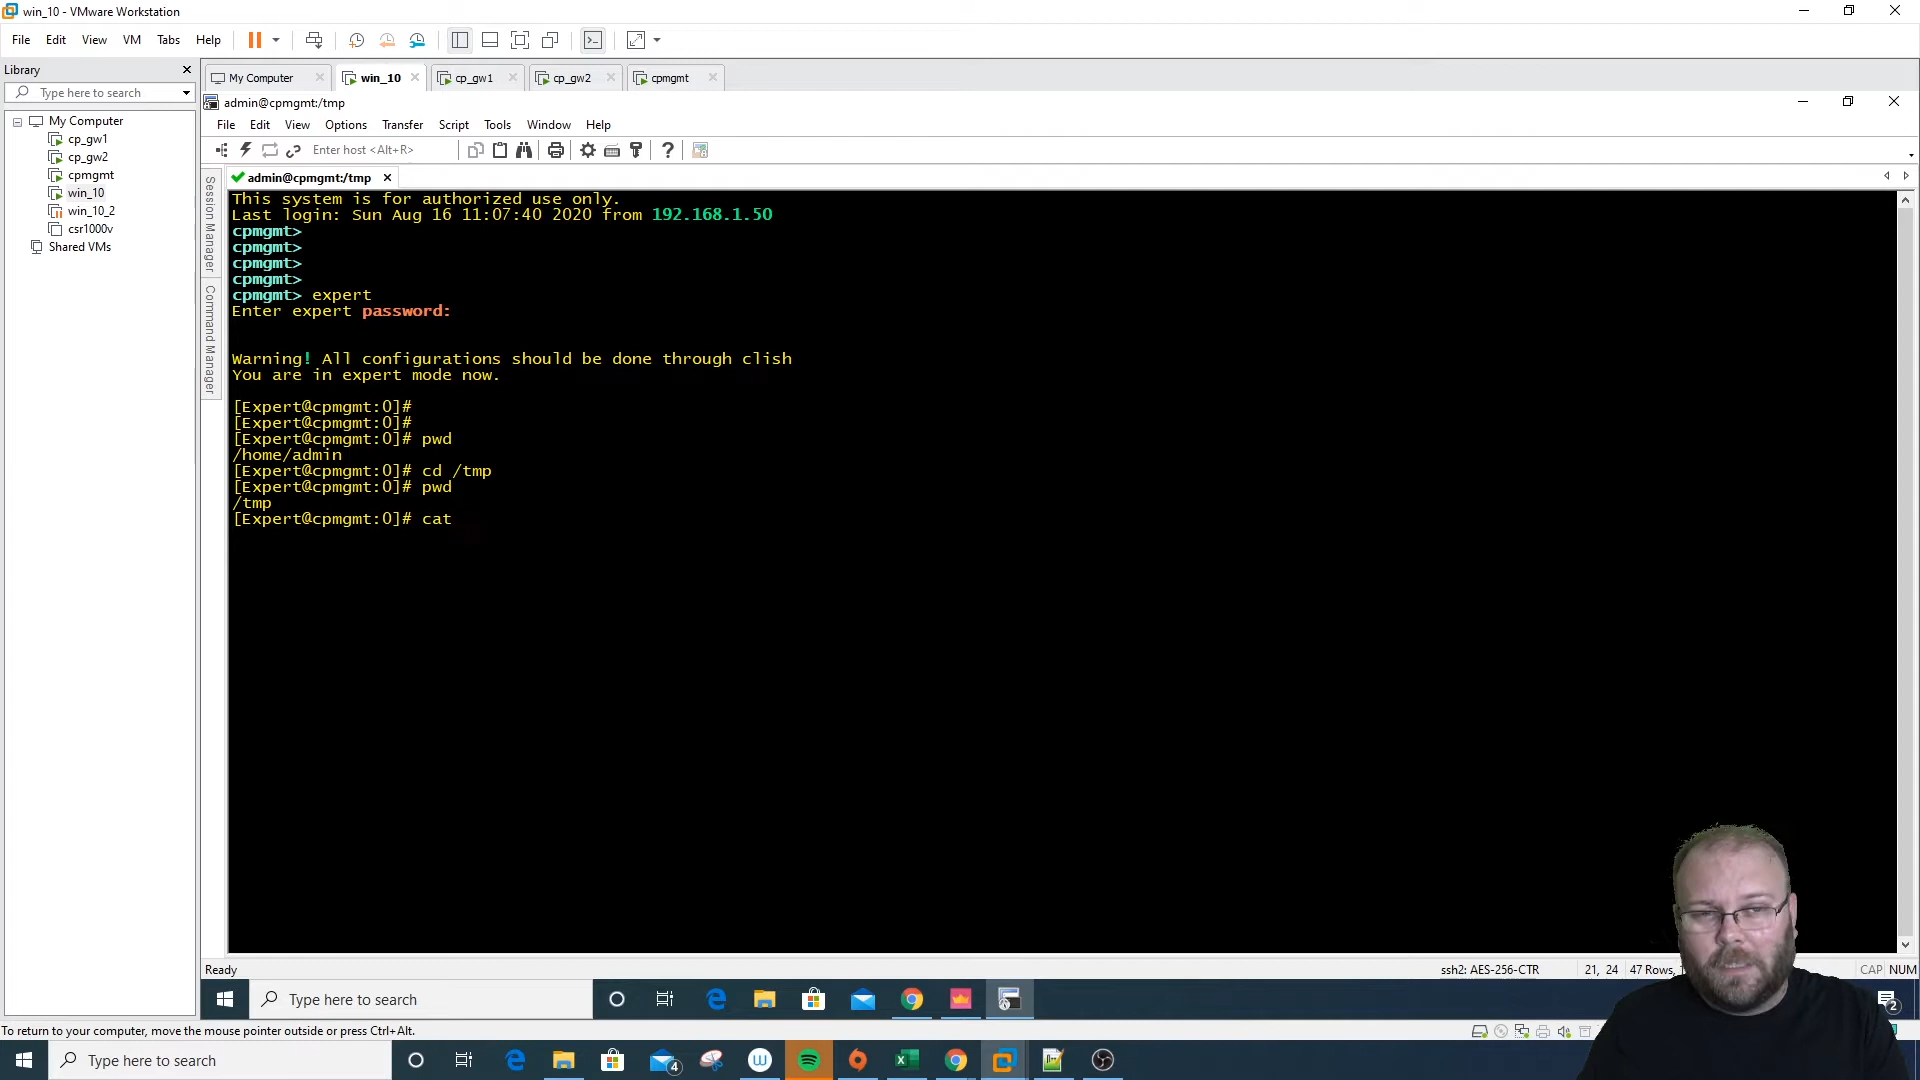 win_10 - VMware Workstation
File Edit View VM Tabs Help
Library
Type here to search
My Computer
cp_gw1
cp_gw2
cpmgmt
win_10
win_10_2
csr1000v
Shared VMs
My Computer win_10 cp_gw1 cp_gw2 cpmgmt
admin@cpmgmt:/tmp
File Edit View Options Transfer Script Tools Window Help
Enter host <Alt+R>
admin@cpmgmt:/tmp
Session Manager
Command Manager
This system is for authorized use only.
Last login: Sun Aug 16 11:07:40 2020 from 192.168.1.50
cpmgmt>
cpmgmt>
cpmgmt>
cpmgmt>
cpmgmt> expert
Enter expert password:
Warning! All configurations should be done through clish
You are in expert mode now.
[Expert@cpmgmt:0]#
[Expert@cpmgmt:0]#
[Expert@cpmgmt:0]# pwd
/home/admin
[Expert@cpmgmt:0]# cd /tmp
[Expert@cpmgmt:0]# pwd
/tmp
[Expert@cpmgmt:0]# cat
Ready ssh2: AES-256-CTR 21, 24 47 Rows, CAP NUM
Type here to search
2
To return to your computer, move the mouse pointer outside or press Ctrl+Alt.
Type here to search
4